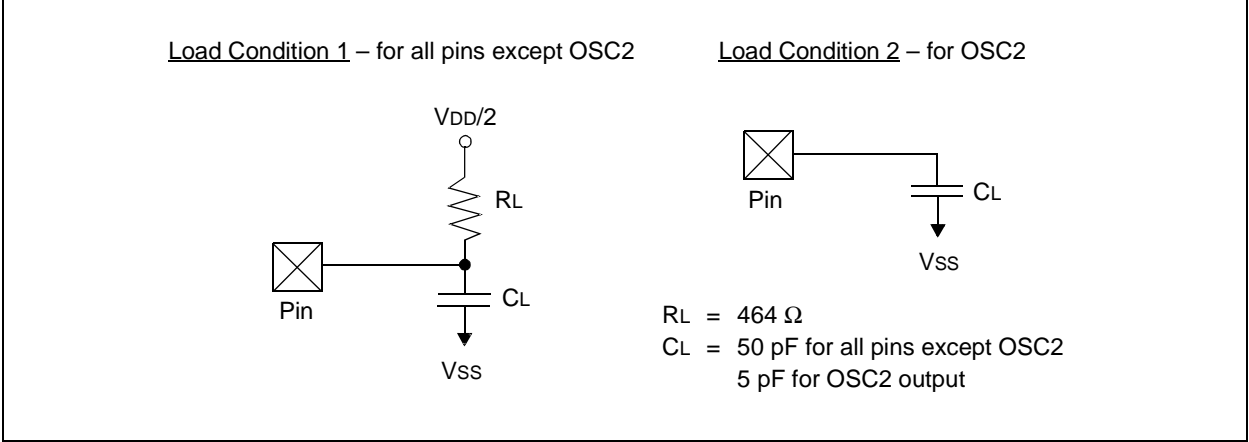 Load Condition 1 – for all pins except OSC2
Load Condition 2 – for OSC2
VDD/2
RL
Pin
CL
VSS
Pin
CL
VSS
RL = 464 Ω
CL = 50 pF for all pins except OSC2
5 pF for OSC2 output